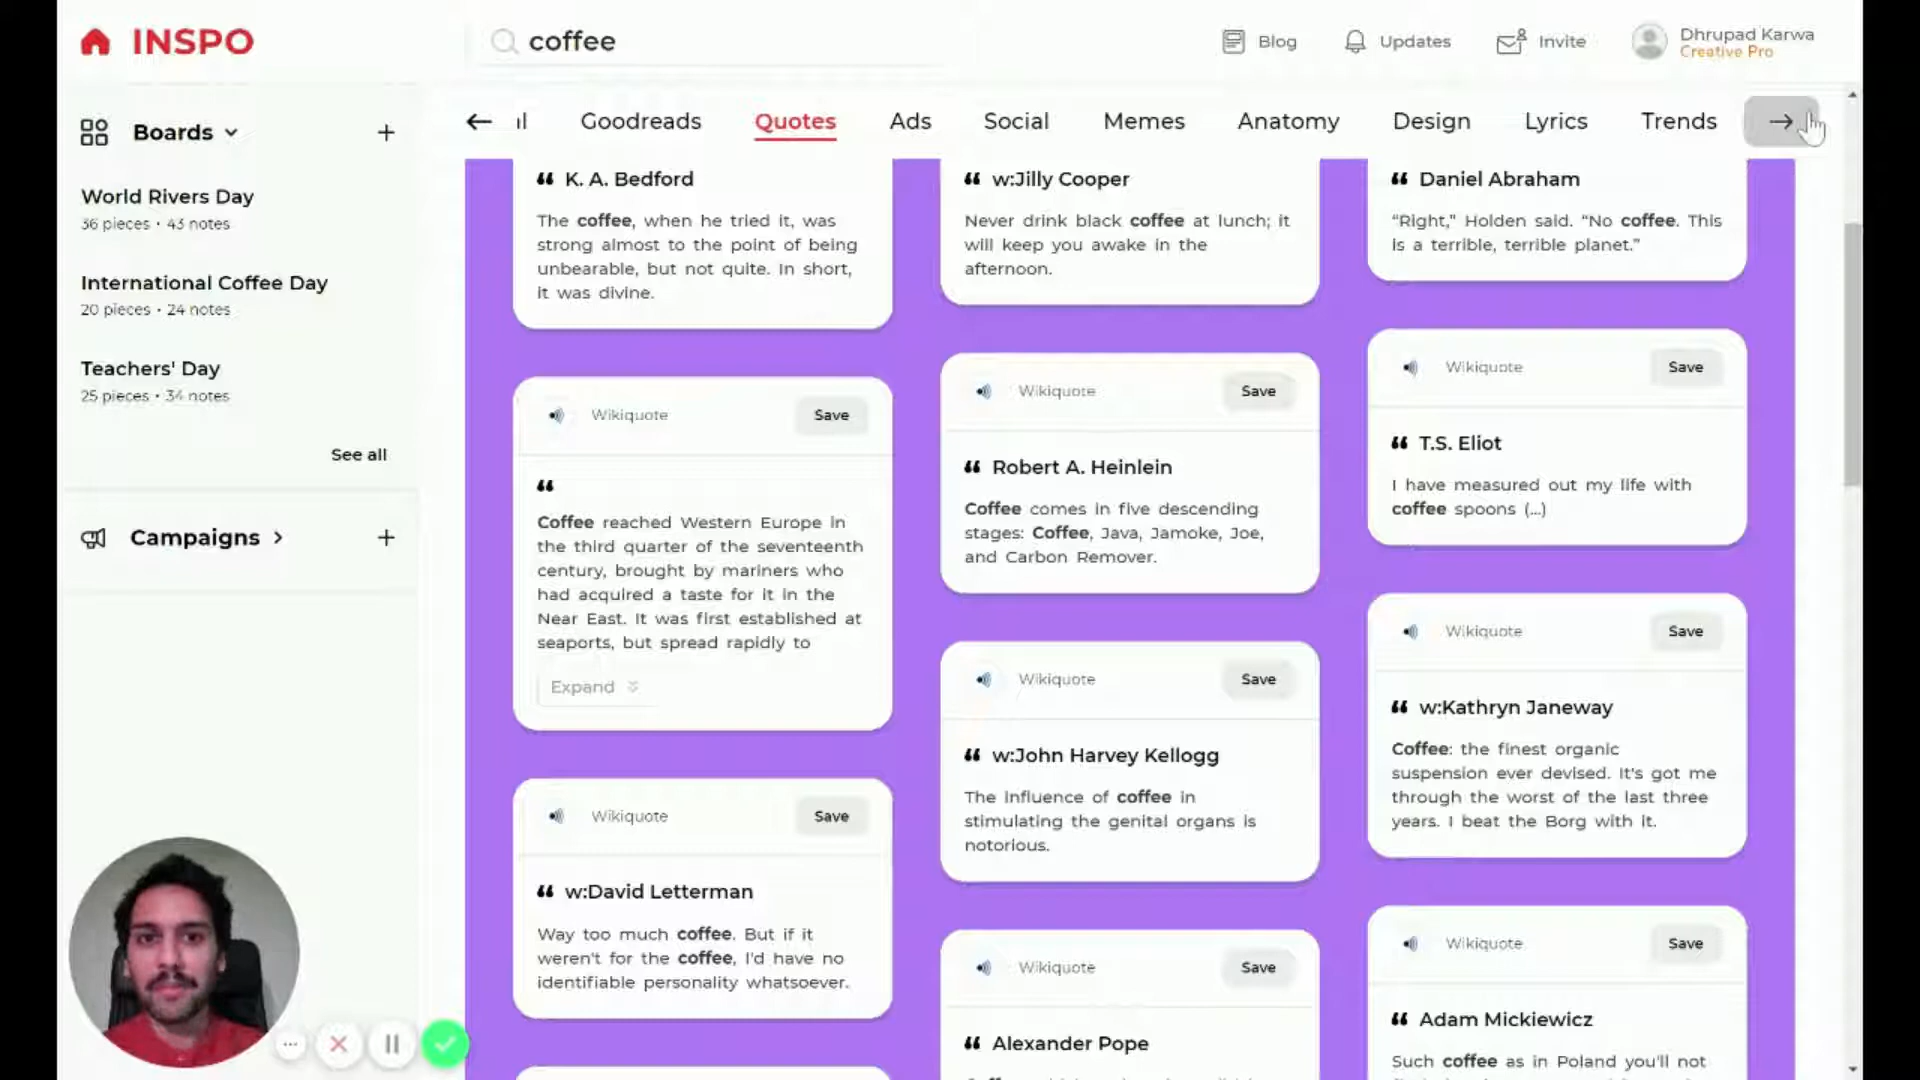 INSPO
coffee
Blog
Updates
Invite
Dhrupad Karwa
Creative Pro
Boards
World Rivers Day
36 pieces • 43 notes
International Coffee Day
20 pieces • 24 notes
Teachers' Day
25 pieces • 34 notes
See all
Campaigns
Goodreads
Quotes
Ads
Social
Memes
Anatomy
Design
Lyrics
Trends
“ K. A. Bedford
The coffee, when he tried it, was
strong almost to the point of being
unbearable, but not quite. In short,
it was divine.
Wikiquote
Save
“
Coffee reached Western Europe in
the third quarter of the seventeenth
century, brought by mariners who
had acquired a taste for it in the
Near East. It was first established at
seaports, but spread rapidly to
Expand
Wikiquote
Save
“ w:David Letterman
Way too much coffee. But if it
weren't for the coffee, I'd have no
identifiable personality whatsoever.
“ w:Jilly Cooper
Never drink black coffee at lunch; it
will keep you awake in the
afternoon.
Wikiquote
Save
“ Robert A. Heinlein
Coffee comes in five descending
stages: Coffee, Java, Jamoke, Joe,
and Carbon Remover.
Wikiquote
Save
“ w:John Harvey Kellogg
The influence of coffee in
stimulating the genital organs is
notorious.
Wikiquote
Save
“ Alexander Pope
“ Daniel Abraham
“Right,” Holden said. “No coffee. This
is a terrible, terrible planet.”
Wikiquote
Save
“ T.S. Eliot
I have measured out my life with
coffee spoons (...)
Wikiquote
Save
“ w:Kathryn Janeway
Coffee: the finest organic
suspension ever devised. It's got me
through the worst of the last three
years. I beat the Borg with it.
Wikiquote
Save
“ Adam Mickiewicz
Such coffee as in Poland you'll not